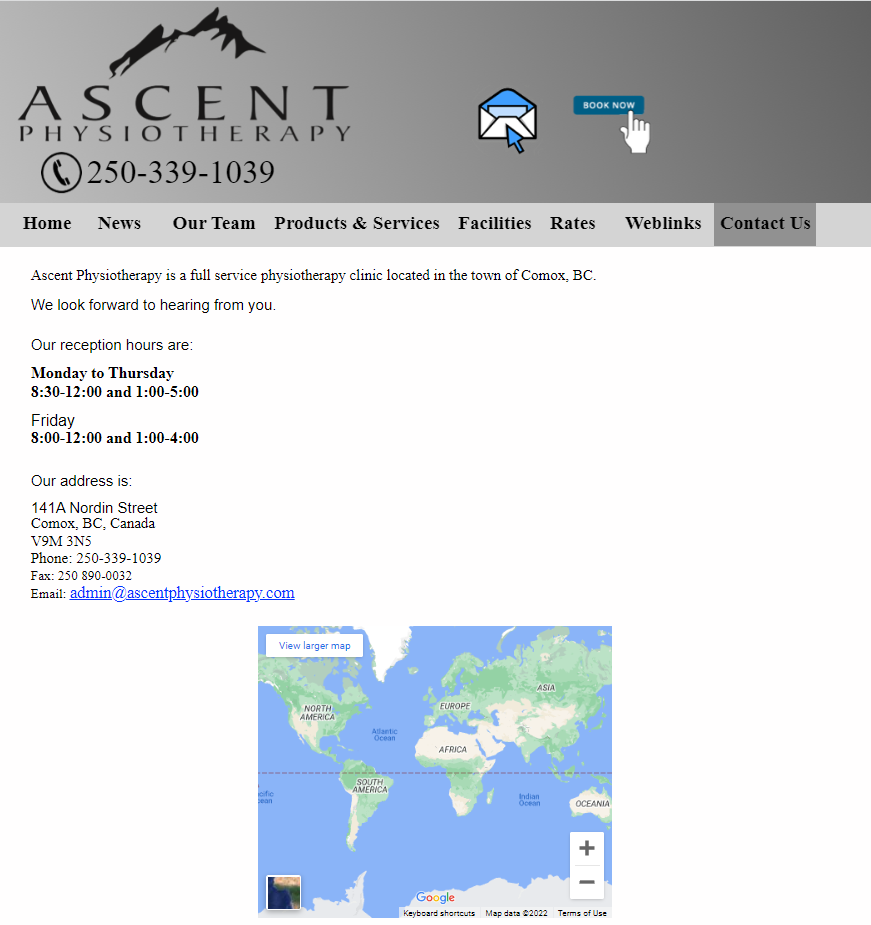 ASCENT
PHYSIOTHERAPY
250-339-1039
BOOK NOW
Home News Our Team Products & Services Facilities Rates Weblinks Contact Us
Ascent Physiotherapy is a full service physiotherapy clinic located in the town of Comox, BC.
We look forward to hearing from you.
Our reception hours are:
Monday to Thursday
8:30-12:00 and 1:00-5:00
Friday
8:00-12:00 and 1:00-4:00
Our address is:
141A Nordin Street
Comox, BC, Canada
V9M 3N5
Phone: 250-339-1039
Fax: 250 890-0032
Email: admin@ascentphysiotherapy.com
View larger map
ASIA
EUROPE
NORTH
AMERICA
Atlantic
Ocean
AFRICA
SOUTH
AMERICA
cific
ean
Indian
Ocean
OCEANIA
+
−
Google
Keyboard shortcuts Map data ©2022 Terms of Use